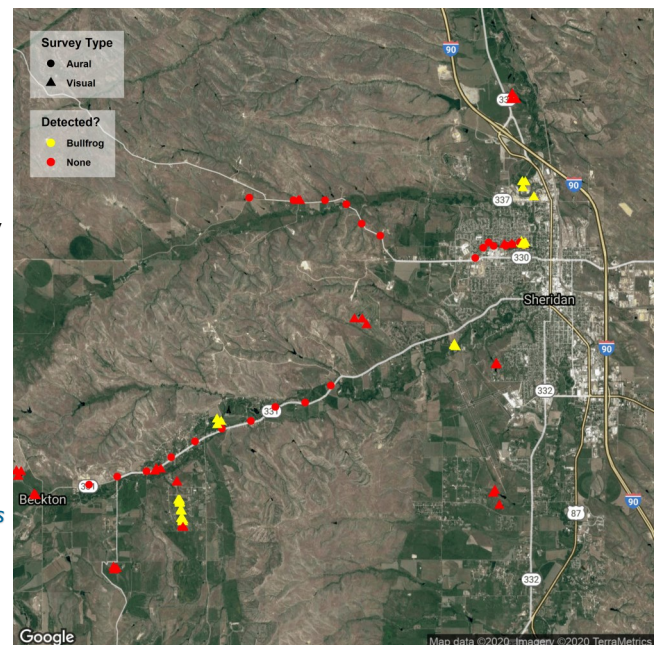 Survey Type
Aural
Visual
Detected?
Bullfrog
None
90
90
337
330
Sheridan
90
332
331
Beckton
87
90
332
Google
Map data ©2020 Imagery ©2020 TerraMetrics